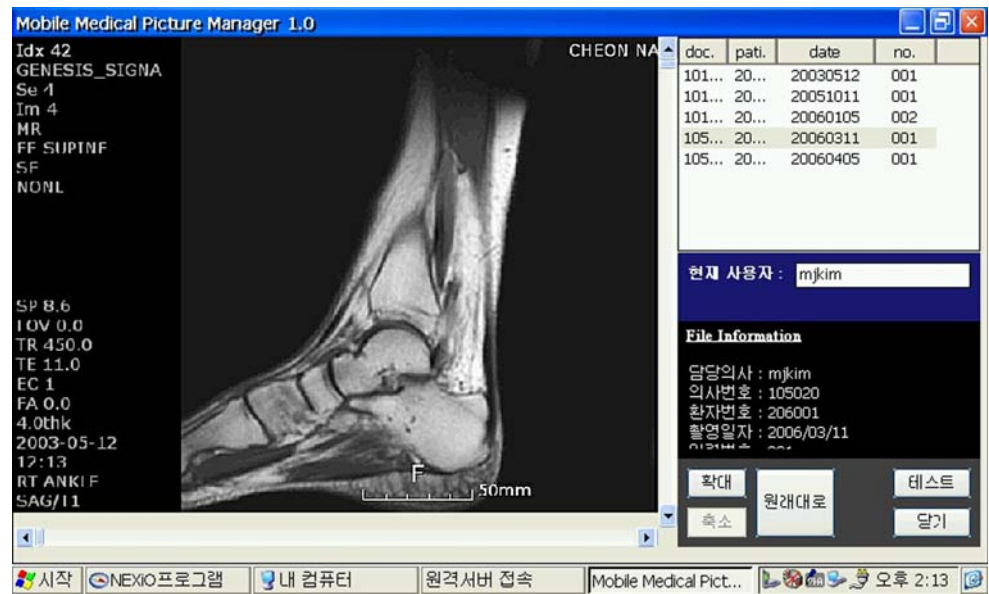 Mobile Medical Picture Manager 1.0
Idx 42
GENESIS_SIGNA
Se 4
Im 4
MR
FF SUPINE
SE
NONE
SP 8.6
FOV 0.0
TR 450.0
TE 11.0
EC 1
FA 0.0
4.0thk
2003-05-12
12:13
RT ANKLE
SAG/T1
CHEON NA
F
50mm
doc. pati. date no.
101... 20... 20030512 001
101... 20... 20051011 001
101... 20... 20060105 002
105... 20... 20060311 001
105... 20... 20060405 001
현재 사용자 : mjkim
File Information
담당의사 : mjkim
의사번호 : 105020
환자번호 : 206001
촬영일자 : 2006/03/11
확대
축소
원래대로
테스트
닫기
시작 NEXiO프로그램 내 컴퓨터 원격서버 접속 Mobile Medical Pict... 오후 2:13